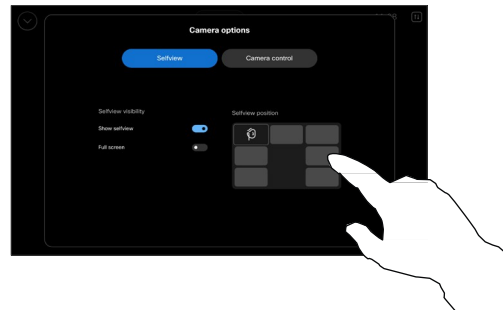 Camera options
Selfview
Camera control
Selfview visibility
Selfview position
Show selfview
Full screen